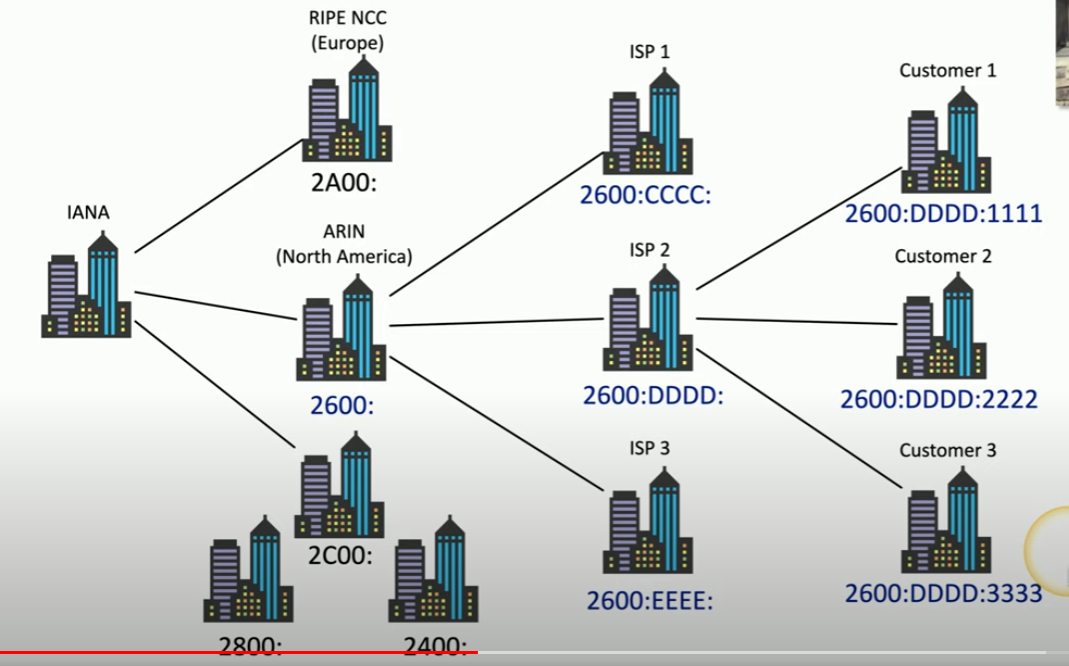 RIPE NCC
(Europe)
2A00:
IANA
ARIN
(North America)
2600:
2C00:
2800:
2400:
ISP 1
2600:CCCC:
ISP 2
2600:DDDD:
ISP 3
2600:EEEE:
Customer 1
2600:DDDD:1111
Customer 2
2600:DDDD:2222
Customer 3
2600:DDDD:3333